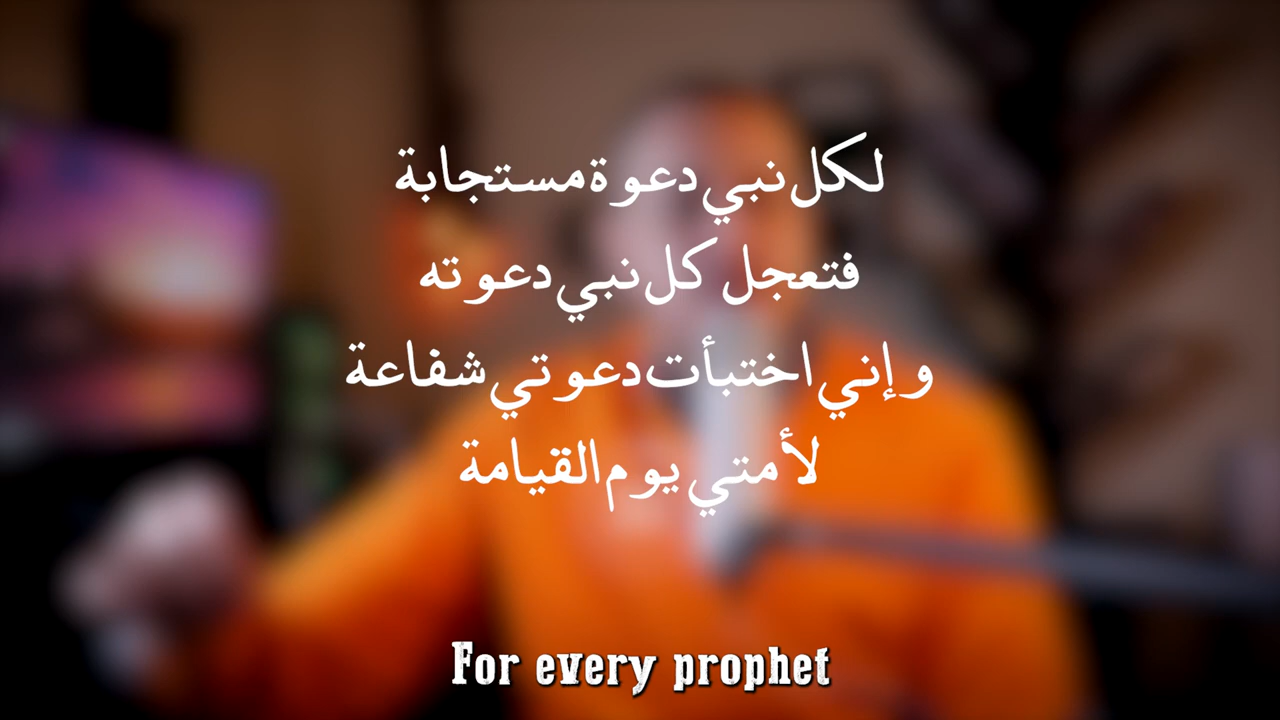 لكل نبي دعوة مستجابة
فتعجل كل نبي دعوته
وإني اختبأت دعوتي شفاعة
لأمتي يوم القيامة
For every prophet